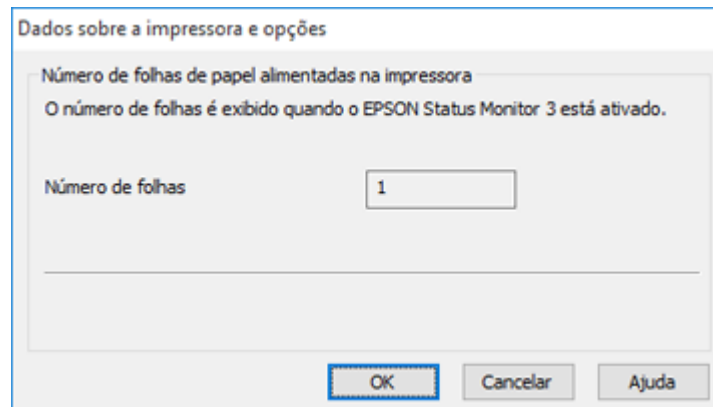 Dados sobre a impressora e opções
Número de folhas de papel alimentadas na impressora
O número de folhas é exibido quando o EPSON Status Monitor 3 está ativado.
Número de folhas 1
OK Cancelar Ajuda